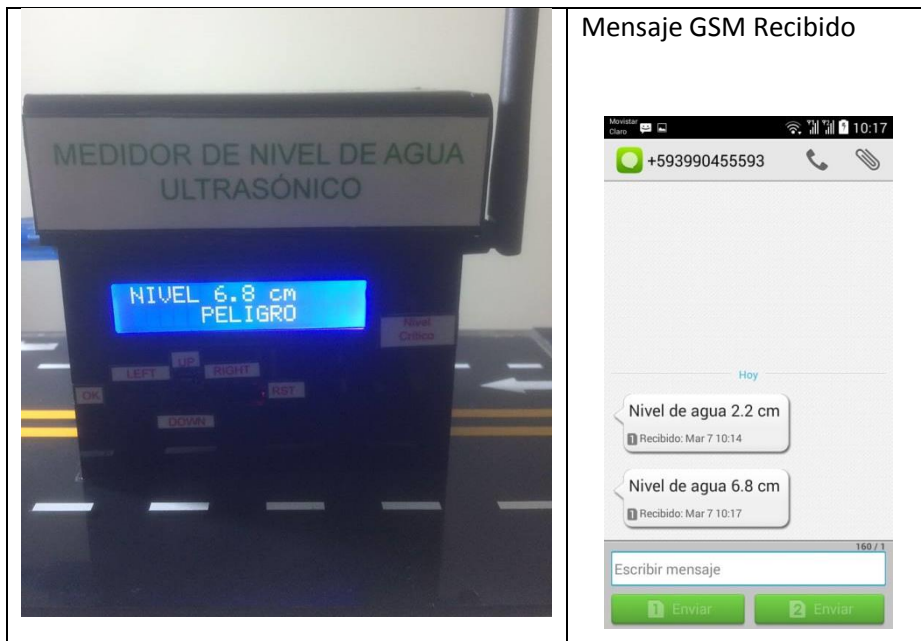 MEDIDOR DE NIVEL DE AGUA
ULTRASÓNICO
NIVEL 6.8 cm
PELIGRO
Nivel
Crítico
UP
LEFT
RIGHT
OK
RST
DOWN
Mensaje GSM Recibido
Movistar
Claro
10:17
+593990455593
Hoy
Nivel de agua 2.2 cm
1 Recibido: Mar 7 10:14
Nivel de agua 6.8 cm
1 Recibido: Mar 7 10:17
160 / 1
Escribir mensaje
1 Enviar
2 Enviar